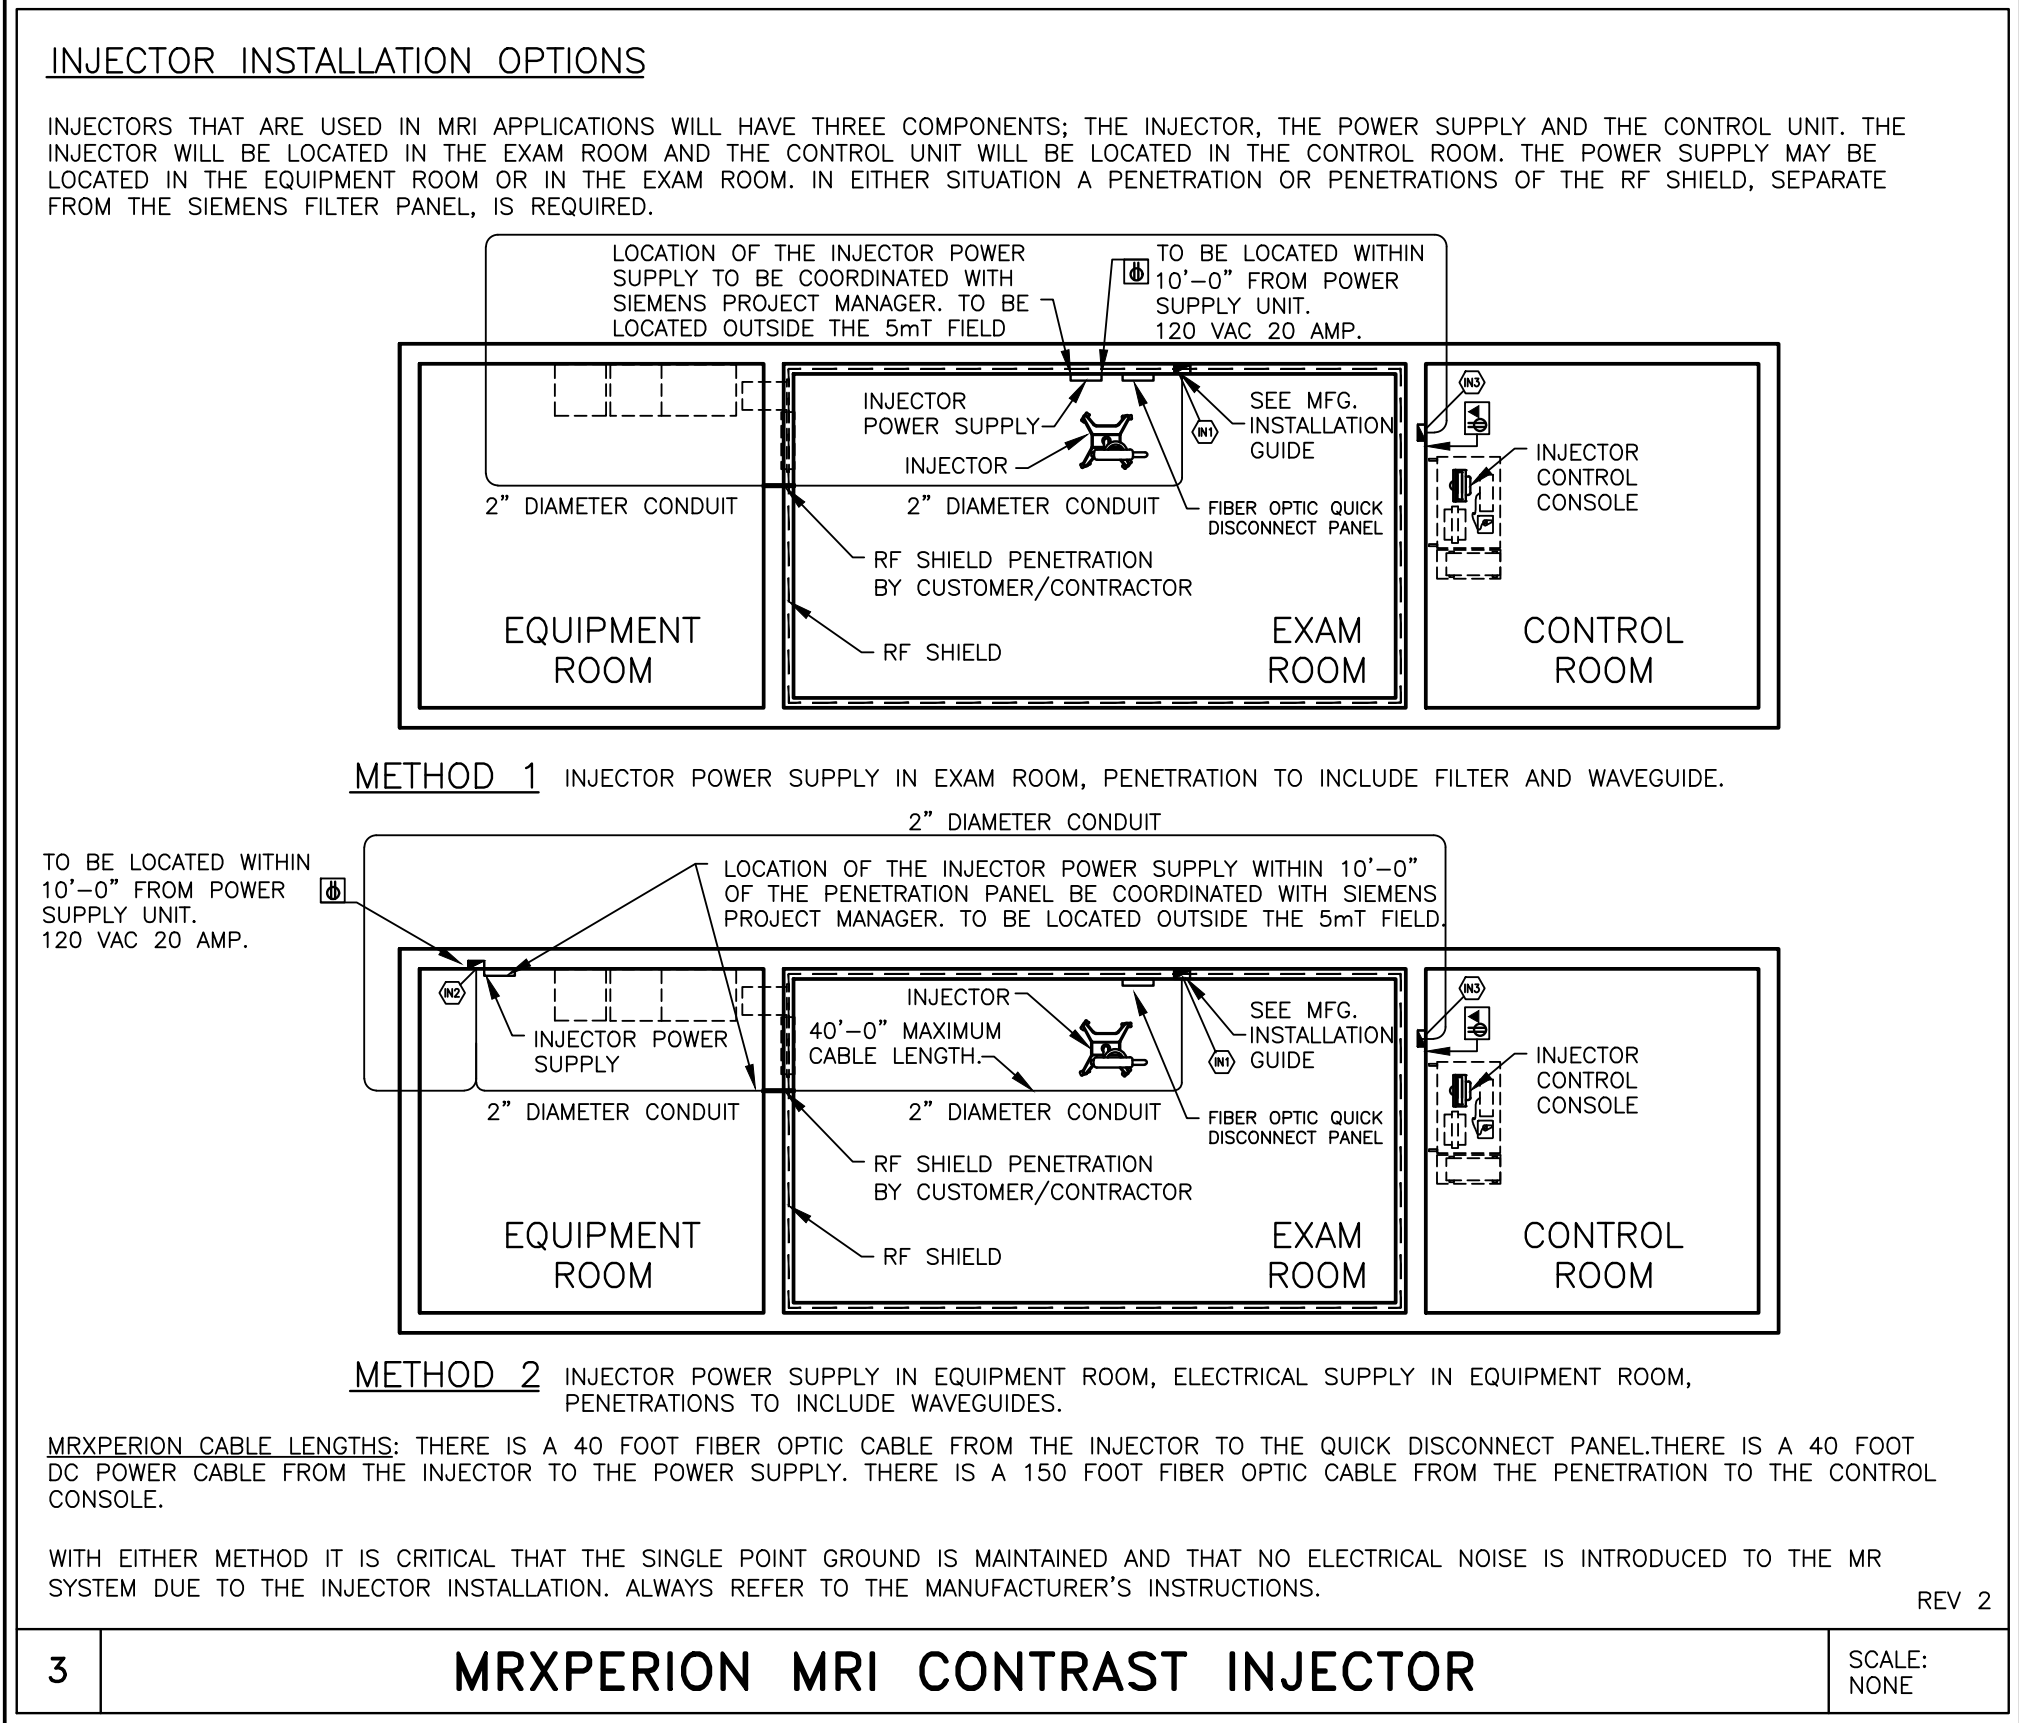 INJECTOR INSTALLATION OPTIONS
INJECTORS THAT ARE USED IN MRI APPLICATIONS WILL HAVE THREE COMPONENTS; THE INJECTOR, THE POWER SUPPLY AND THE CONTROL UNIT. THE
INJECTOR WILL BE LOCATED IN THE EXAM ROOM AND THE CONTROL UNIT WILL BE LOCATED IN THE CONTROL ROOM. THE POWER SUPPLY MAY BE
LOCATED IN THE EQUIPMENT ROOM OR IN THE EXAM ROOM. IN EITHER SITUATION A PENETRATION OR PENETRATIONS OF THE RF SHIELD, SEPARATE
FROM THE SIEMENS FILTER PANEL, IS REQUIRED.
LOCATION OF THE INJECTOR POWER
SUPPLY TO BE COORDINATED WITH
SIEMENS PROJECT MANAGER. TO BE
LOCATED OUTSIDE THE 5mT FIELD
TO BE LOCATED WITHIN
10'-0" FROM POWER
SUPPLY UNIT.
120 VAC 20 AMP.
INJECTOR
POWER SUPPLY
INJECTOR
IN1
SEE MFG.
INSTALLATION
GUIDE
IN3
INJECTOR
CONTROL
CONSOLE
2" DIAMETER CONDUIT
2" DIAMETER CONDUIT
FIBER OPTIC QUICK
DISCONNECT PANEL
RF SHIELD PENETRATION
BY CUSTOMER/CONTRACTOR
RF SHIELD
EQUIPMENT
ROOM
EXAM
ROOM
CONTROL
ROOM
METHOD 1 INJECTOR POWER SUPPLY IN EXAM ROOM, PENETRATION TO INCLUDE FILTER AND WAVEGUIDE.
2" DIAMETER CONDUIT
TO BE LOCATED WITHIN
10'-0" FROM POWER
SUPPLY UNIT.
120 VAC 20 AMP.
LOCATION OF THE INJECTOR POWER SUPPLY WITHIN 10'-0"
OF THE PENETRATION PANEL BE COORDINATED WITH SIEMENS
PROJECT MANAGER. TO BE LOCATED OUTSIDE THE 5mT FIELD.
IN2
INJECTOR POWER
SUPPLY
INJECTOR
40'-0" MAXIMUM
CABLE LENGTH.
IN1
SEE MFG.
INSTALLATION
GUIDE
IN3
INJECTOR
CONTROL
CONSOLE
2" DIAMETER CONDUIT
2" DIAMETER CONDUIT
FIBER OPTIC QUICK
DISCONNECT PANEL
RF SHIELD PENETRATION
BY CUSTOMER/CONTRACTOR
RF SHIELD
EQUIPMENT
ROOM
EXAM
ROOM
CONTROL
ROOM
METHOD 2 INJECTOR POWER SUPPLY IN EQUIPMENT ROOM, ELECTRICAL SUPPLY IN EQUIPMENT ROOM,
PENETRATIONS TO INCLUDE WAVEGUIDES.
MRXPERION CABLE LENGTHS: THERE IS A 40 FOOT FIBER OPTIC CABLE FROM THE INJECTOR TO THE QUICK DISCONNECT PANEL.THERE IS A 40 FOOT
DC POWER CABLE FROM THE INJECTOR TO THE POWER SUPPLY. THERE IS A 150 FOOT FIBER OPTIC CABLE FROM THE PENETRATION TO THE CONTROL
CONSOLE.
WITH EITHER METHOD IT IS CRITICAL THAT THE SINGLE POINT GROUND IS MAINTAINED AND THAT NO ELECTRICAL NOISE IS INTRODUCED TO THE MR
SYSTEM DUE TO THE INJECTOR INSTALLATION. ALWAYS REFER TO THE MANUFACTURER'S INSTRUCTIONS.
REV 2
3
MRXPERION MRI CONTRAST INJECTOR
SCALE:
NONE